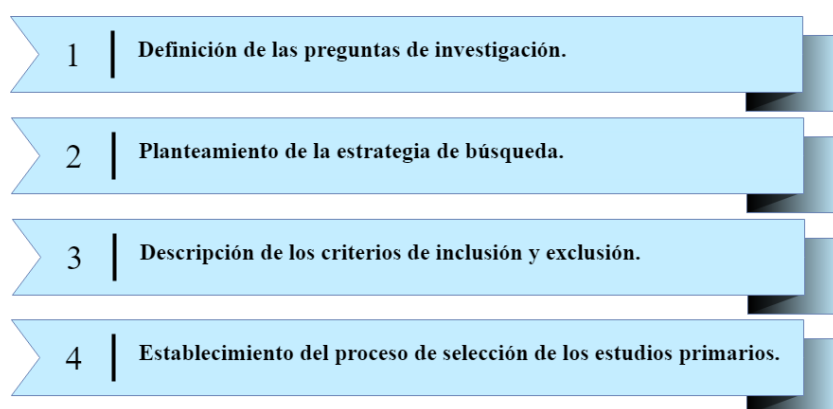 1 Definición de las preguntas de investigación.
2 Planteamiento de la estrategia de búsqueda.
3 Descripción de los criterios de inclusión y exclusión.
4 Establecimiento del proceso de selección de los estudios primarios.